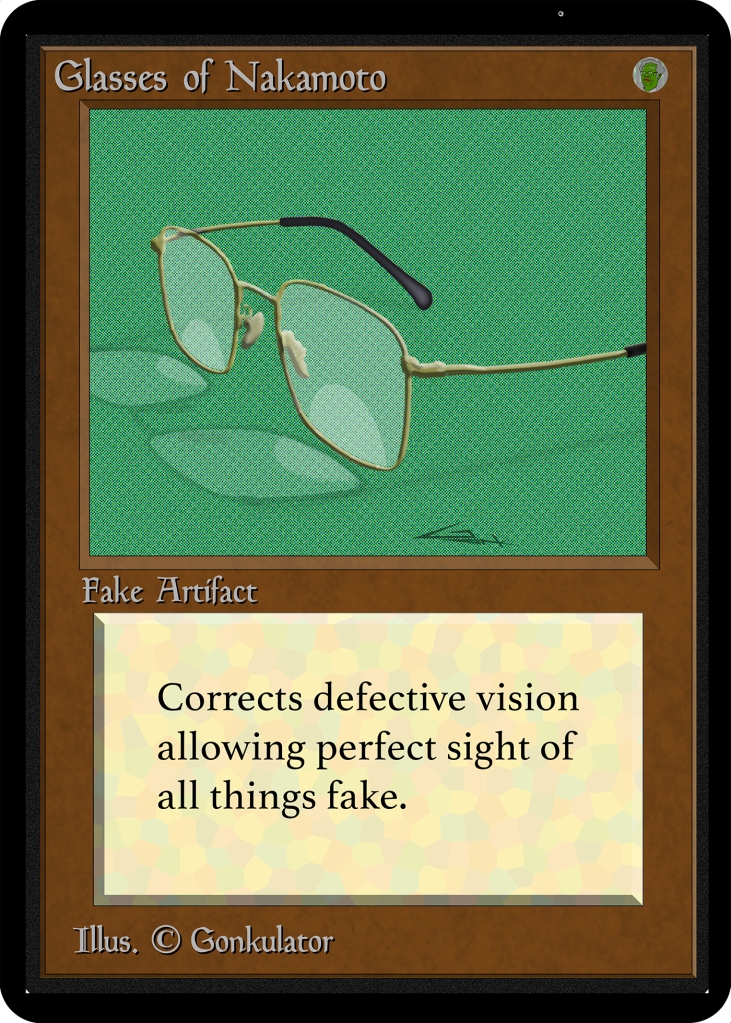 Glasses of Nakamoto
Fake Artifact
Corrects defective vision
allowing perfect sight of
all things fake.
Illus. © Gonkulator